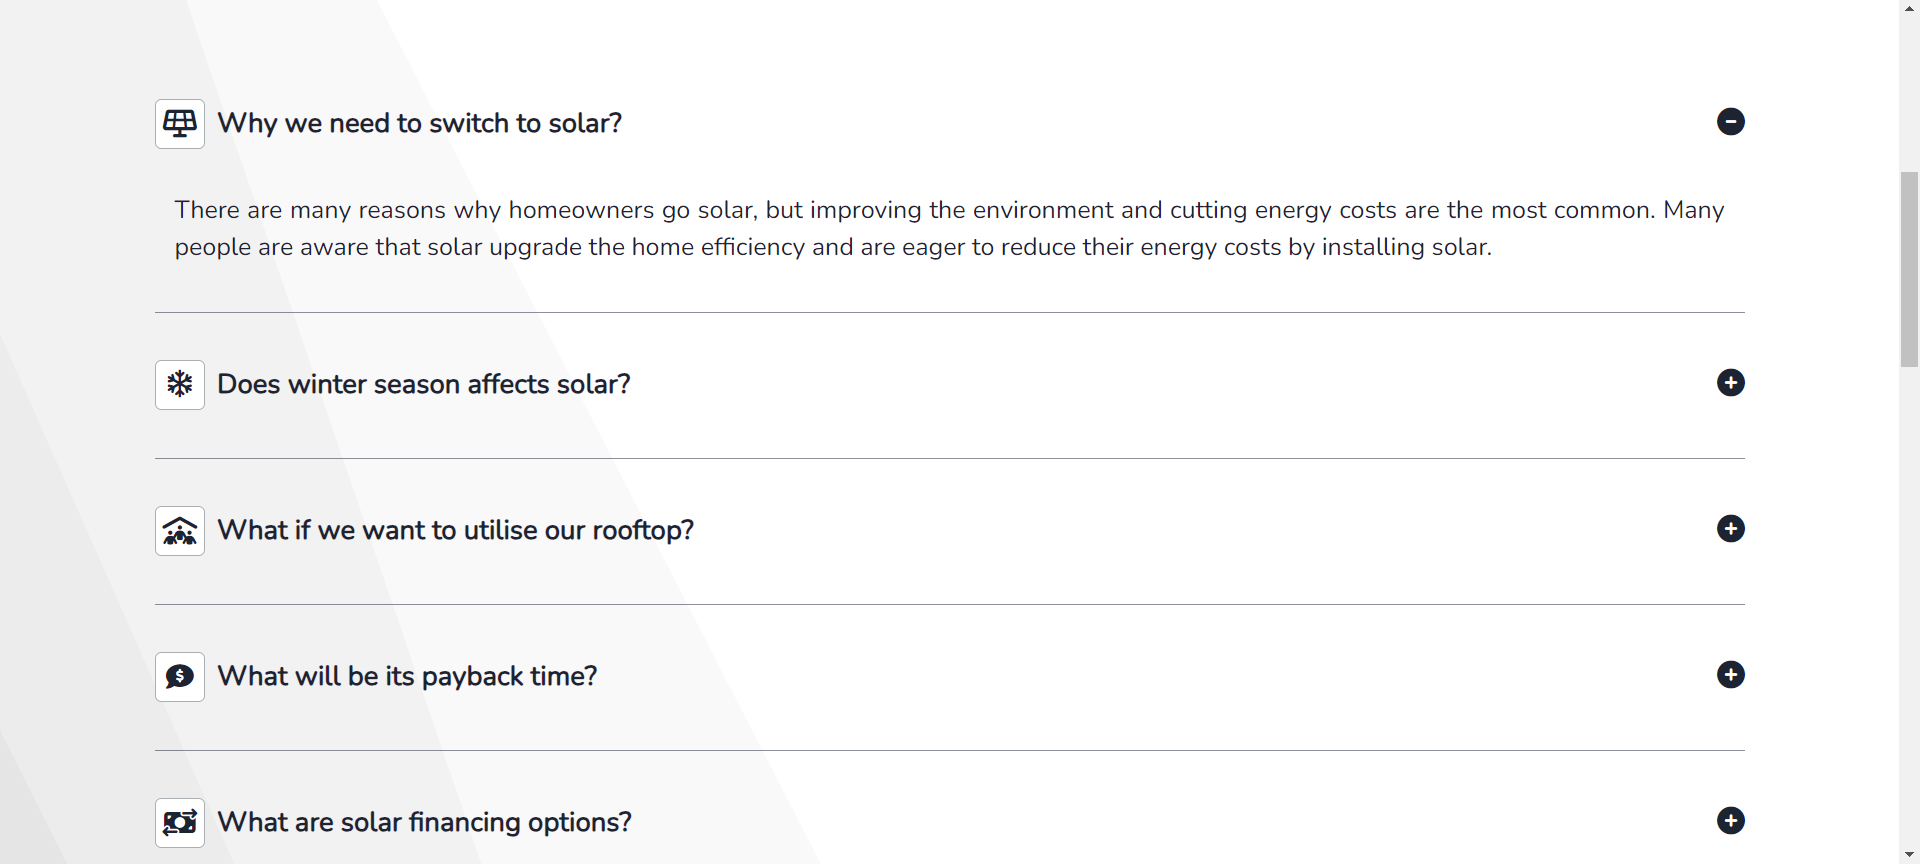 Why we need to switch to solar?
There are many reasons why homeowners go solar, but improving the environment and cutting energy costs are the most common. Many
people are aware that solar upgrade the home efficiency and are eager to reduce their energy costs by installing solar.
Does winter season affects solar?
What if we want to utilise our rooftop?
What will be its payback time?
What are solar financing options?